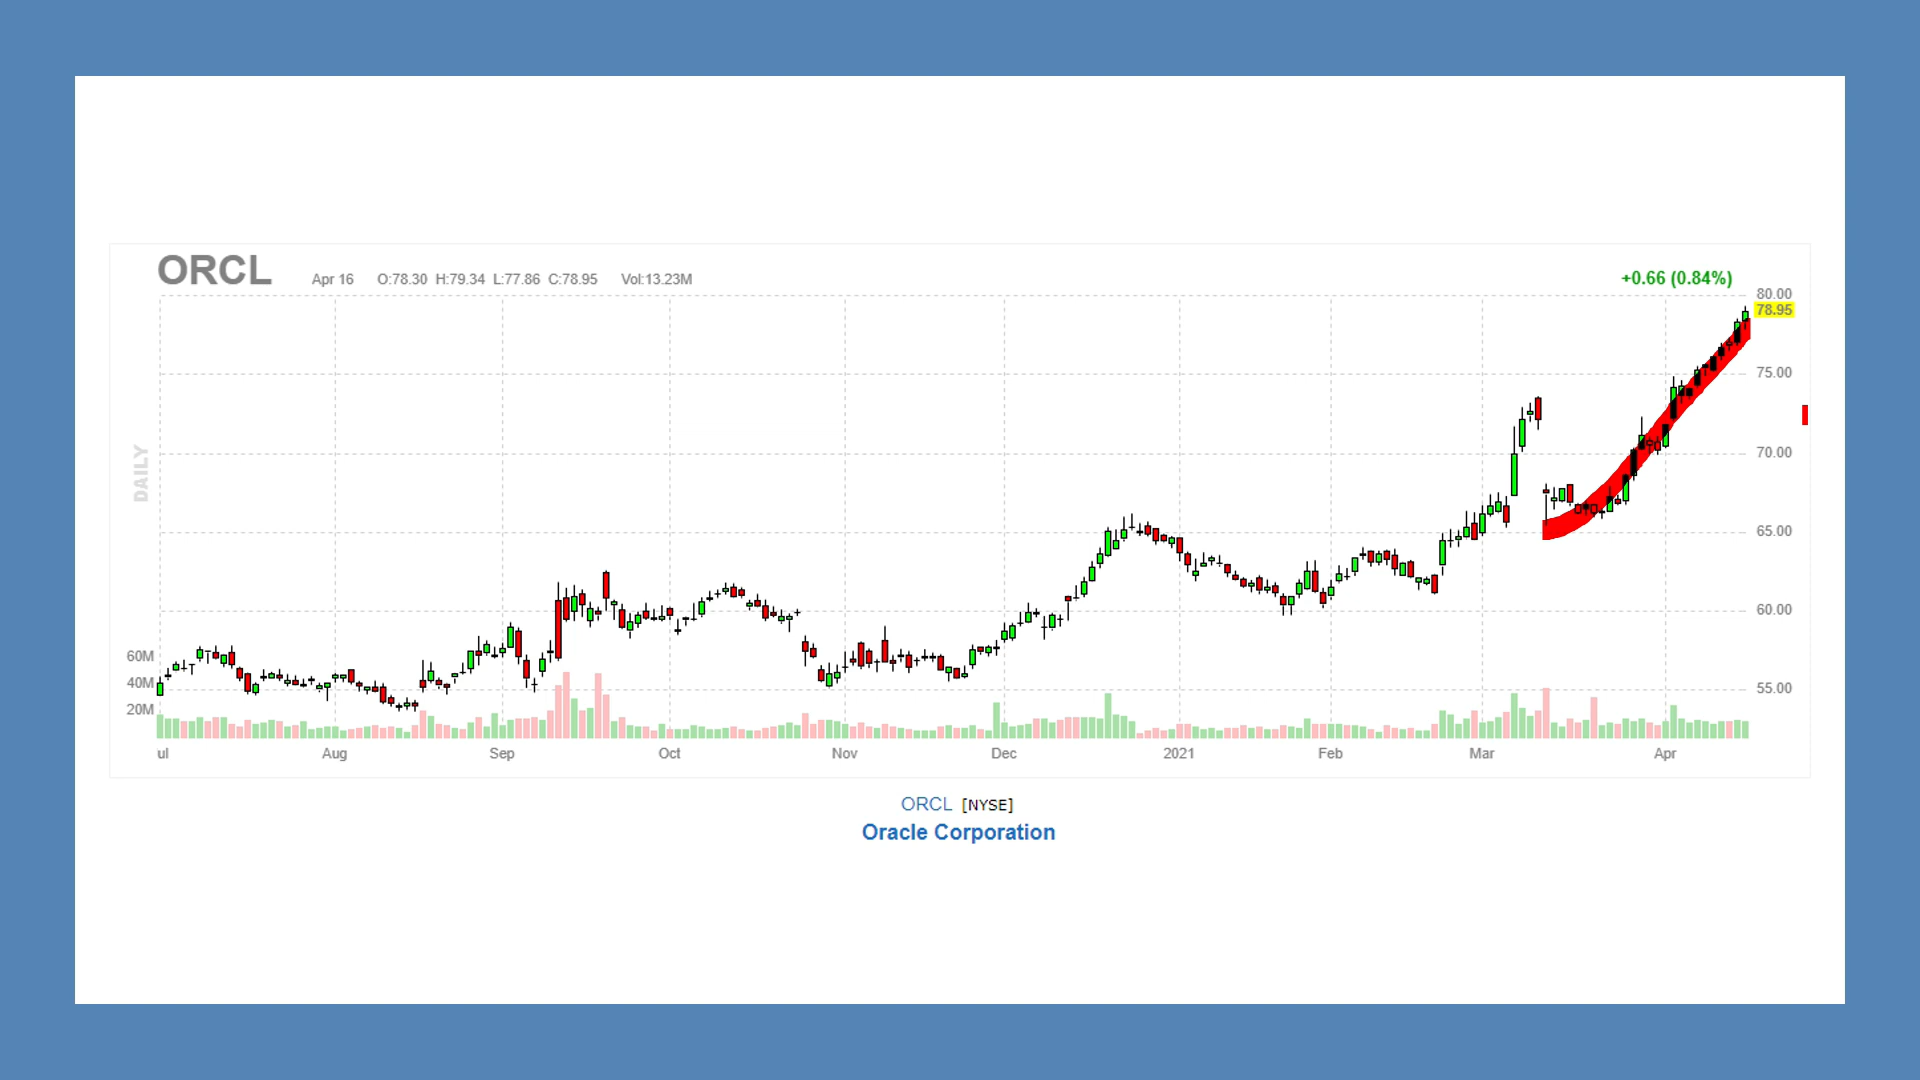 ORCL Apr 16 O:78.30 H:79.34 L:77.86 C:78.95 Vol:13.23M +0.66 (0.84%)
80.00
78.95
75.00
70.00
65.00
60.00
55.00
DAILY
60M
40M
20M
ul Aug Sep Oct Nov Dec 2021 Feb Mar Apr
ORCL [NYSE]
Oracle Corporation